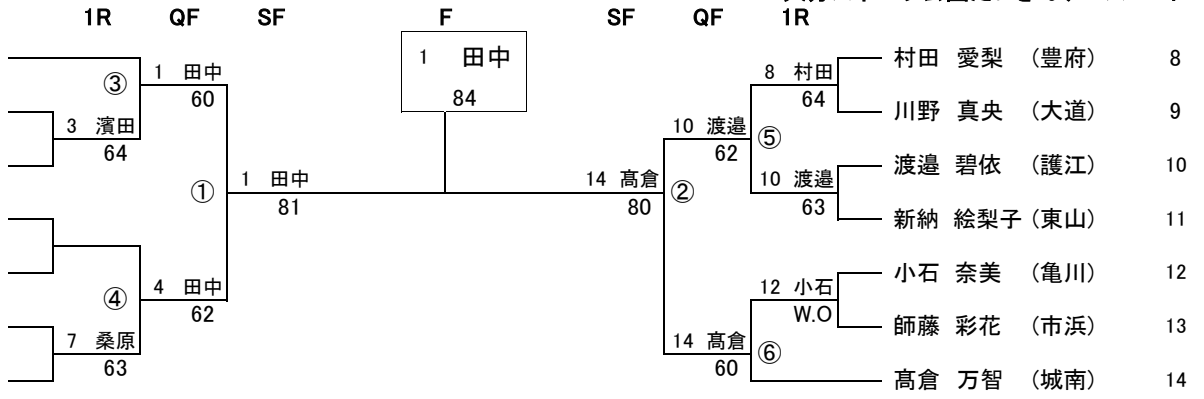 1R QF SF F SF QF 1R
1 田中 84
③
1 田中
60
3 濱田
64
①
1 田中
81
④
4 田中
62
7 桑原
63
14 髙倉
80
②
10 渡邉
62
⑤
8 村田
64
10 渡邉
63
12 小石
W.O
14 髙倉
60
⑥
村田 愛梨 (豊府) 8
川野 真央 (大道) 9
渡邉 碧依 (護江) 10
新納 絵梨子 (東山) 11
小石 奈美 (亀川) 12
師藤 彩花 (市浜) 13
髙倉 万智 (城南) 14